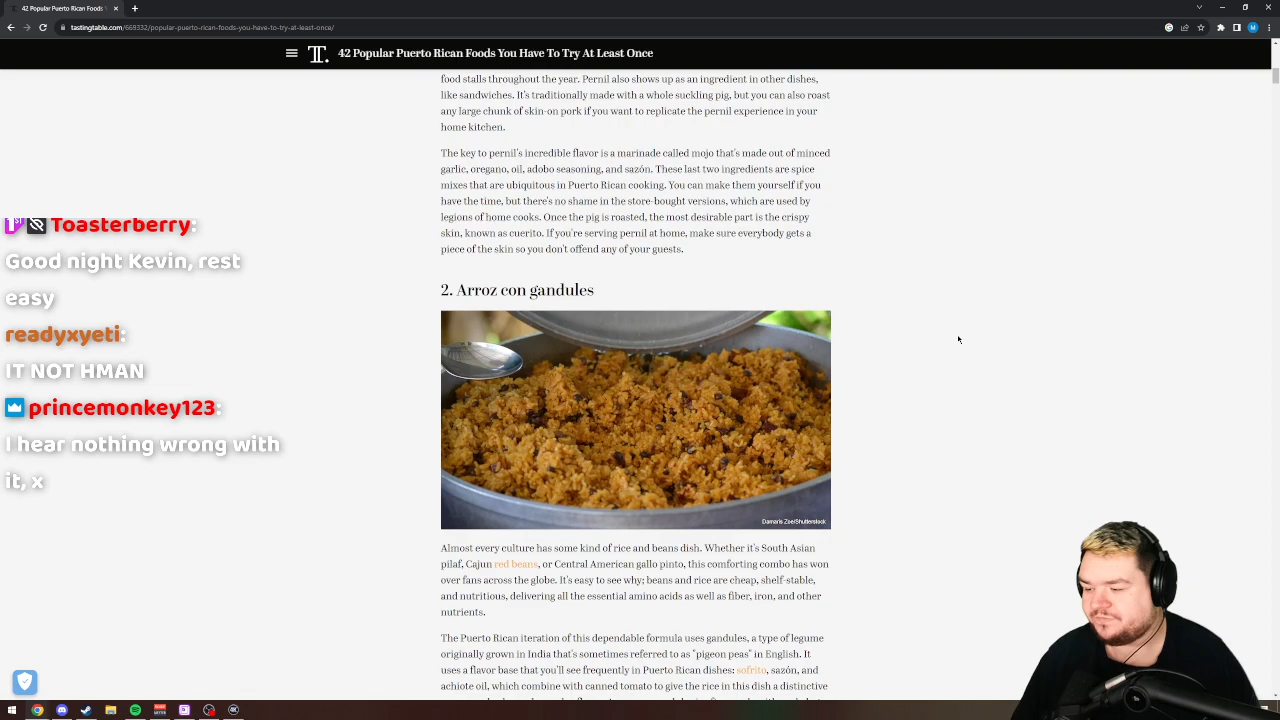 42 Popular Puerto Rican Foods
tastingtable.com/669332/popular-puerto-rican-foods-you-have-to-try-at-least-once/
T. 42 Popular Puerto Rican Foods You Have To Try At Least Once
food stalls throughout the year. Pernil also shows up as an ingredient in other dishes,
like sandwiches. It's traditionally made with a whole suckling pig, but you can also roast
any large chunk of skin-on pork if you want to replicate the pernil experience in your
home kitchen.
The key to pernil's incredible flavor is a marinade called mojo that's made out of minced
garlic, oregano, oil, adobo seasoning, and sazón. These last two ingredients are spice
mixes that are ubiquitous in Puerto Rican cooking. You can make them yourself if you
have the time, but there's no shame in the store-bought versions, which are used by
legions of home cooks. Once the pig is roasted, the most desirable part is the crispy
skin, known as cuerito. If you're serving pernil at home, make sure everybody gets a
piece of the skin so you don't offend any of your guests.
2. Arroz con gandules
Damaris Zoe/Shutterstock
Almost every culture has some kind of rice and beans dish. Whether it's South Asian
pilaf, Cajun red beans, or Central American gallo pinto, this comforting combo has won
over fans across the globe. It's easy to see why; beans and rice are cheap, shelf-stable,
and nutritious, delivering all the essential amino acids as well as fiber, iron, and other
nutrients.
The Puerto Rican iteration of this dependable formula uses gandules, a type of legume
originally grown in India that's sometimes referred to as "pigeon peas" in English. It
uses a flavor base that you'll see frequently in Puerto Rican dishes: sofrito, sazón, and
achiote oil, which combine with canned tomato to give the rice in this dish a distinctive
Toasterberry:
Good night Kevin, rest
easy
readyxyeti:
IT NOT HMAN
princemonkey123:
I hear nothing wrong with
it, x